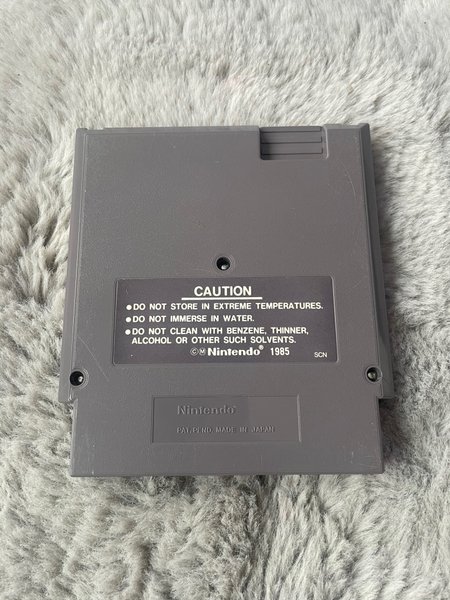 CAUTION
●DO NOT STORE IN EXTREME TEMPERATURES.
●DO NOT IMMERSE IN WATER.
●DO NOT CLEAN WITH BENZENE, THINNER,
ALCOHOL OR OTHER SUCH SOLVENTS.
©Ⓜ Nintendo® 1985 SCN
Nintendo®
PAT/PEND/MADE IN JAPAN